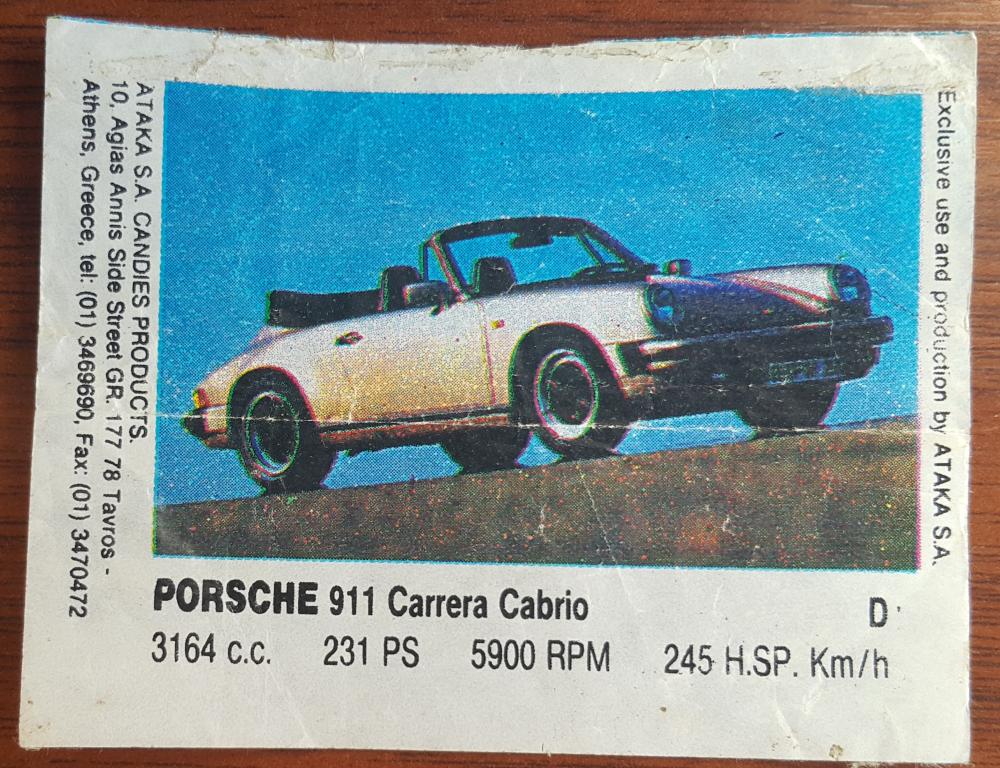 ATAKA S.A. CANDIES PRODUCTS.
10, Agias Annis Side Street GR. 177 78 Tavros -
Athens, Greece, tel: (01) 3469690, Fax: (01) 3470472
Exclusive use and production by ATAKA S.A.
PORSCHE 911 Carrera Cabrio D
3164 c.c. 231 PS 5900 RPM 245 H.SP. Km/h